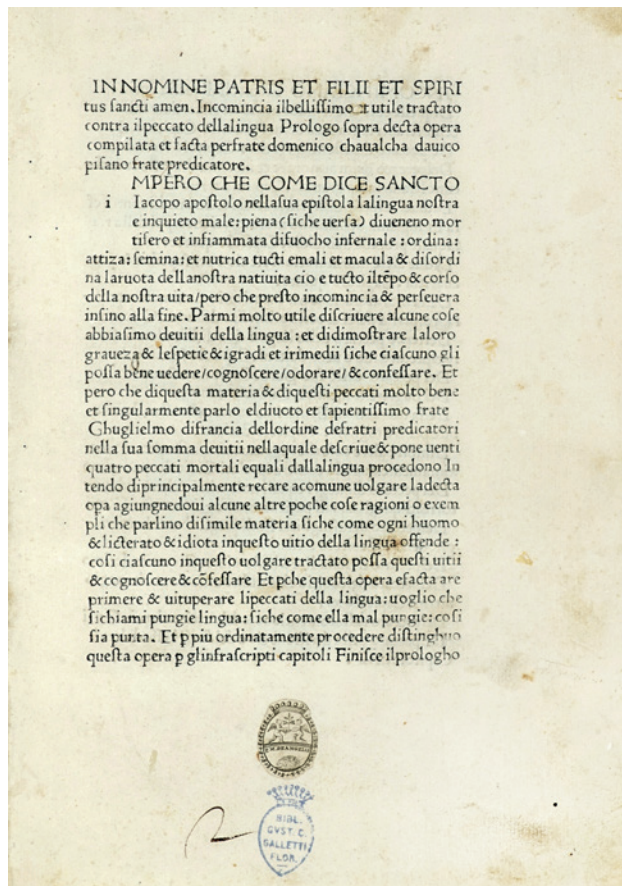 IN NOMINE PATRIS ET FILII ET SPIRI
tus sancti amen. Incomincia ilbellissimo et utile tractato
contra ilpeccato dellalingua Prologo sopra decta opera
compilata et facta perfrate domenico chaualcha dauico
pisano frate predicatore.
MPERO CHE COME DICE SANCTO
i Iacopo apostolo nellasua epistola lalingua nostra
e inquieto male: piena (siche uersa) diueneno mor
tifero et infiammata difuocho infernale : ordina:
attiza: semina: et nutrica tucti emali et macula & disordi
na laruota dellanostra natiuita cio e tucto iltēpo & corso
della nostra uita/pero che presto incomincia & perseuera
insino alla fine. Parmi molto utile discriuere alcune cose
abbiasimo deuitii della lingua : et didimostrare laloro
graueza & lespetie & igradi et irimedii siche ciascuno gli
possa bene uedere/cognoscere/odorare/ & confessare. Et
pero che diquesta materia & diquesti peccati molto bene
et singularmente parlo eldiuoto et sapientissimo frate
Ghuglielmo difrancia dellordine defratri predicatori
nella sua somma deuitii nellaquale descriue & pone uenti
quatro peccati mortali equali dallalingua procedono In
tendo diprincipalmente recare acomune uolgare ladecta
opa agiungnedoui alcune altre poche cose ragioni o exem
pli che parlino disimile materia siche come ogni huomo
& licterato & idiota inquesto uitio della lingua offende :
cosi ciascuno inquesto uolgare tractato possa questi uitii
& cognoscere & cōfessare Et pche questa opera efacta are
primere & uituperare lipeccati della lingua: uoglio che
sichiami pungie lingua: siche come ella mal pungie: cosi
sia punta. Et p piu ordinatamente procedere distinghuo
questa opera p glinfrascripti capitoli Finisce ilprologho
BIBL.
GVST. C.
GALLETTI
FLOR.